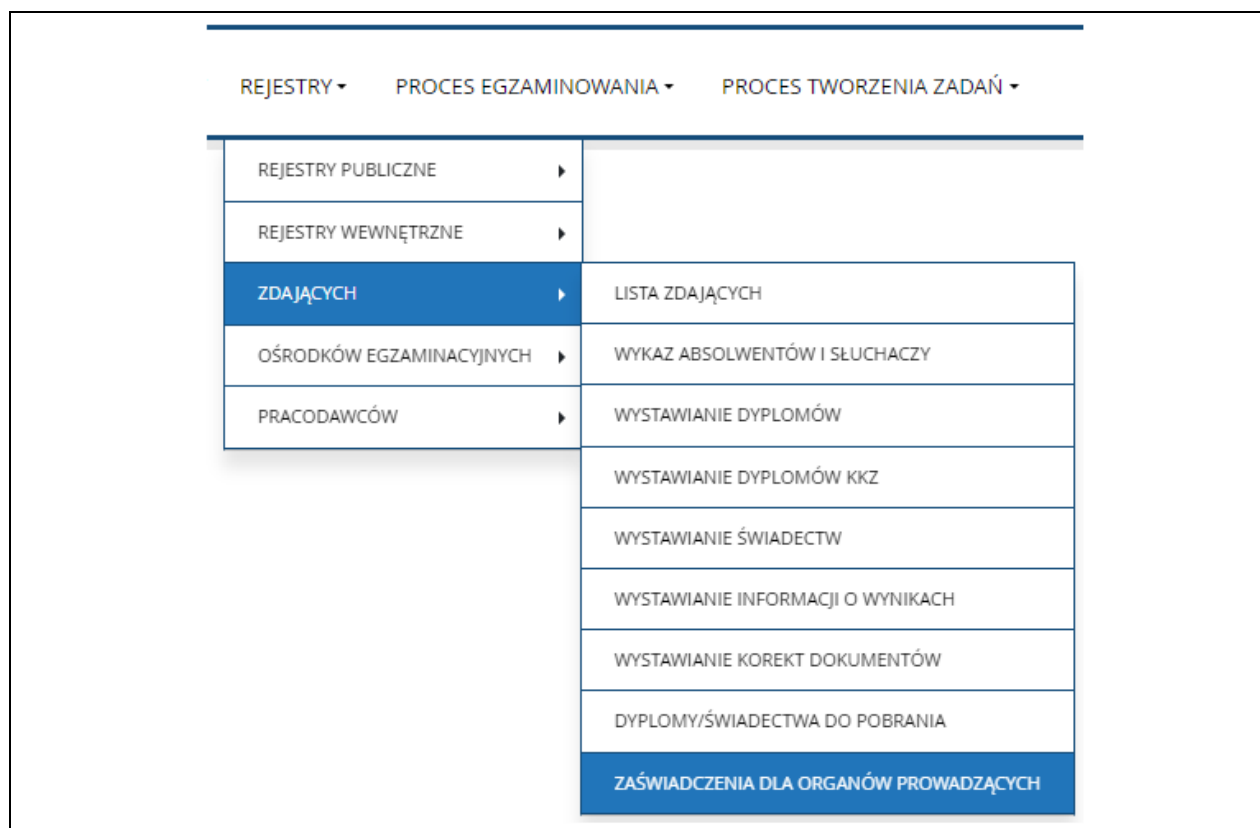 REJESTRY PROCES EGZAMINOWANIA PROCES TWORZENIA ZADAŃ
REJESTRY PUBLICZNE
REJESTRY WEWNĘTRZNE
ZDAJĄCYCH
OŚRODKÓW EGZAMINACYJNYCH
PRACODAWCÓW
LISTA ZDAJĄCYCH
WYKAZ ABSOLWENTÓW I SŁUCHACZY
WYSTAWIANIE DYPLOMÓW
WYSTAWIANIE DYPLOMÓW KKZ
WYSTAWIANIE ŚWIADECTW
WYSTAWIANIE INFORMACJI O WYNIKACH
WYSTAWIANIE KOREKT DOKUMENTÓW
DYPLOMY/ŚWIADECTWA DO POBRANIA
ZAŚWIADCZENIA DLA ORGANÓW PROWADZĄCYCH